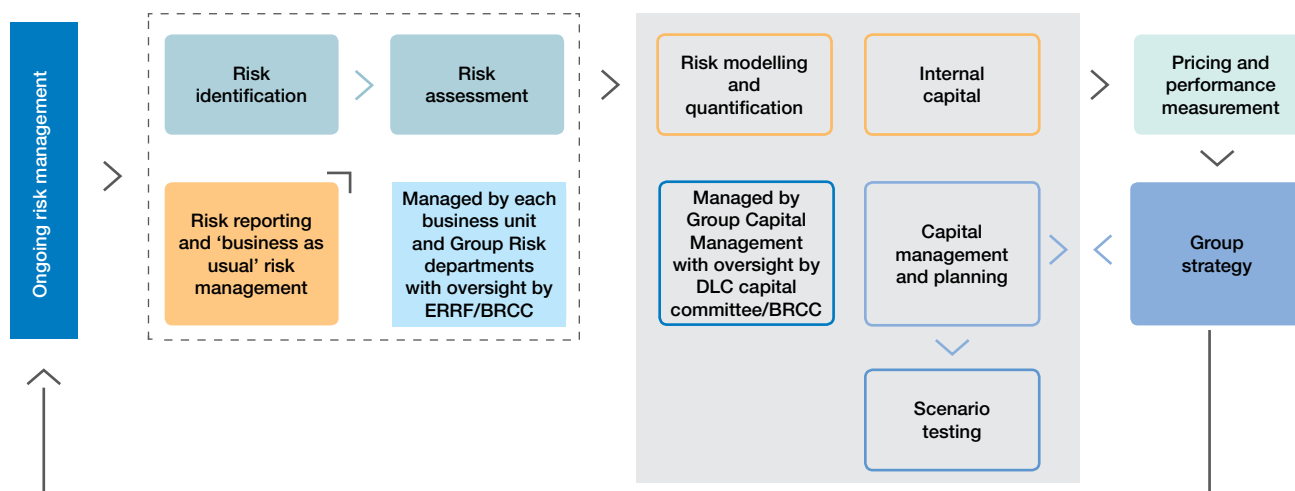 Ongoing risk management
Risk
identification
Risk
assessment
Risk reporting
and ‘business as
usual’ risk
management
Managed by each
business unit
and Group Risk
departments
with oversight by
ERRF/BRCC
Risk modelling
and
quantification
Internal
capital
Managed by
Group Capital
Management
with oversight by
DLC capital
committee/BRCC
Capital
management
and planning
Scenario
testing
Pricing and
performance
measurement
Group
strategy